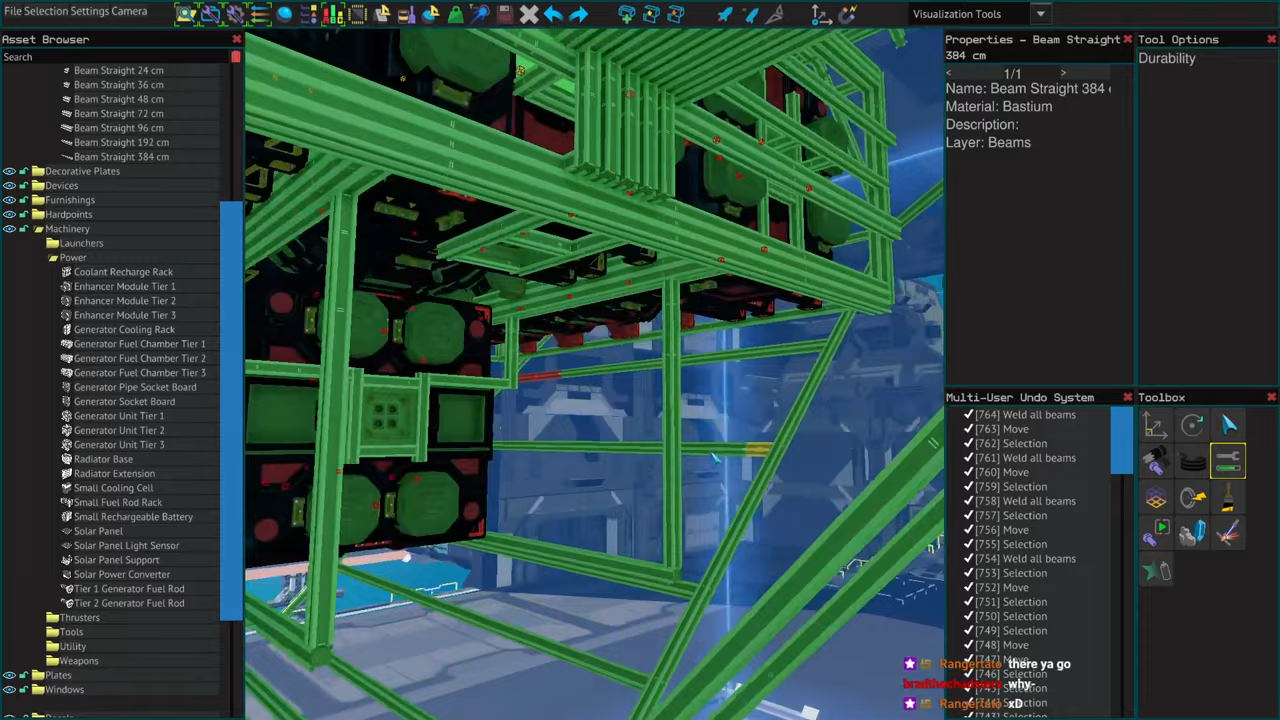 File Selection Settings Camera
Visualization Tools
Asset Browser
Search
Beam Straight 24 cm
Beam Straight 36 cm
Beam Straight 48 cm
Beam Straight 72 cm
Beam Straight 96 cm
Beam Straight 192 cm
Beam Straight 384 cm
Decorative Plates
Devices
Furnishings
Hardpoints
Machinery
Launchers
Power
Coolant Recharge Rack
Enhancer Module Tier 1
Enhancer Module Tier 2
Enhancer Module Tier 3
Generator Cooling Rack
Generator Fuel Chamber Tier 1
Generator Fuel Chamber Tier 2
Generator Fuel Chamber Tier 3
Generator Pipe Socket Board
Generator Socket Board
Generator Unit Tier 1
Generator Unit Tier 2
Generator Unit Tier 3
Radiator Base
Radiator Extension
Small Cooling Cell
Small Fuel Rod Rack
Small Rechargeable Battery
Solar Panel
Solar Panel Light Sensor
Solar Panel Support
Solar Power Converter
Tier 1 Generator Fuel Rod
Tier 2 Generator Fuel Rod
Thrusters
Tools
Utility
Weapons
Plates
Windows
Properties - Beam Straight
384 cm
< 1/1 >
Name: Beam Straight 384
Material: Bastium
Description:
Layer: Beams
Tool Options
Durability
Multi-User Undo System
[764] Weld all beams
[763] Move
[762] Selection
[761] Weld all beams
[760] Move
[759] Selection
[758] Weld all beams
[757] Selection
[756] Move
[755] Selection
[754] Weld all beams
[753] Selection
[752] Move
[751] Selection
[750] Selection
[749] Selection
[748] Move
Toolbox
Rangertato there ya go
why-
Rangertato xD